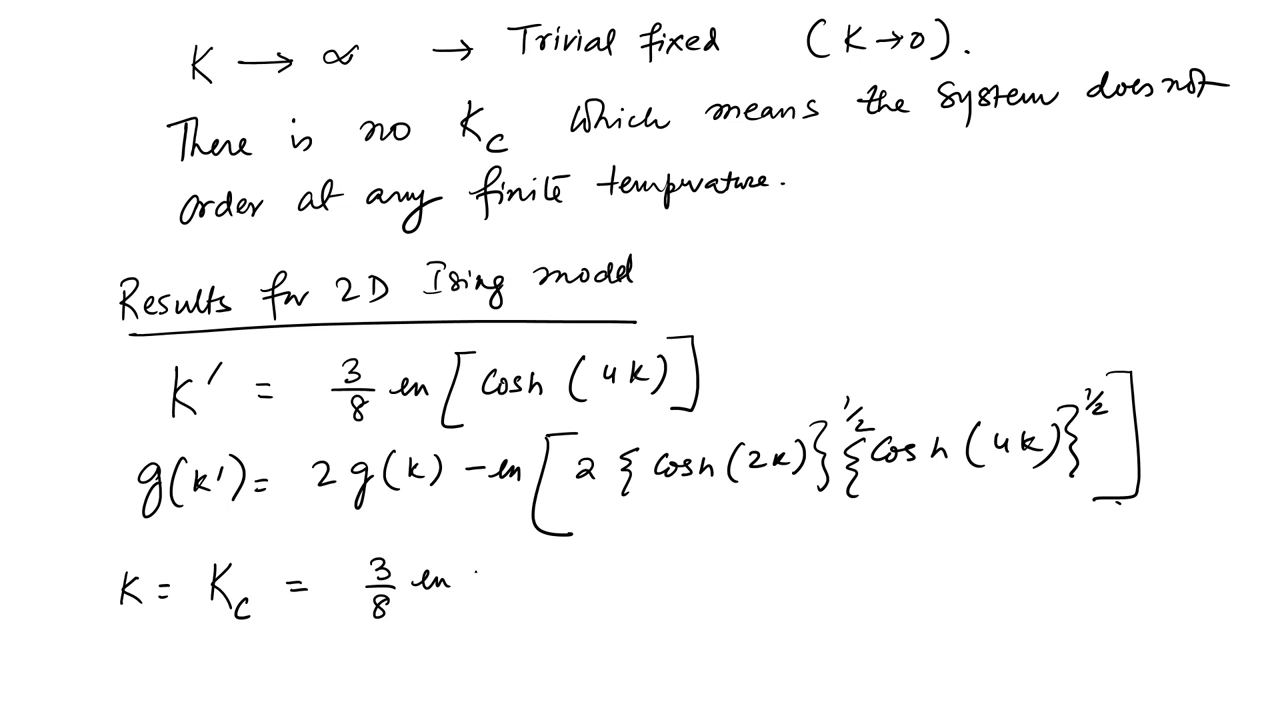 K → ∞ → Trivial fixed (K→0).
There is no K_c which means the system does not
order at any finite temperature.
Results for 2D Ising model
K′ = 3/8 ln [cosh (4K)]
g(K′) = 2 g(K) - ln [2 {cosh(2K)}^1/2 {cosh(4K)}^1/2]
K = K_c = 3/8 ln